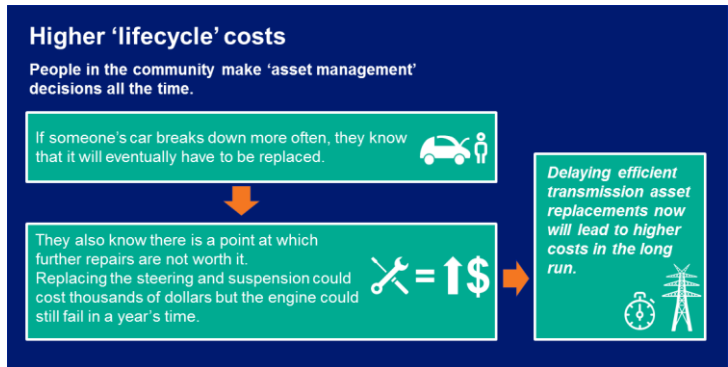 Higher ‘lifecycle’ costs
People in the community make ‘asset management’
decisions all the time.
If someone’s car breaks down more often, they know
that it will eventually have to be replaced.
They also know there is a point at which
further repairs are not worth it.
Replacing the steering and suspension could
cost thousands of dollars but the engine could
still fail in a year’s time.
= $
Delaying efficient
transmission asset
replacements now
will lead to higher
costs in the long
run.